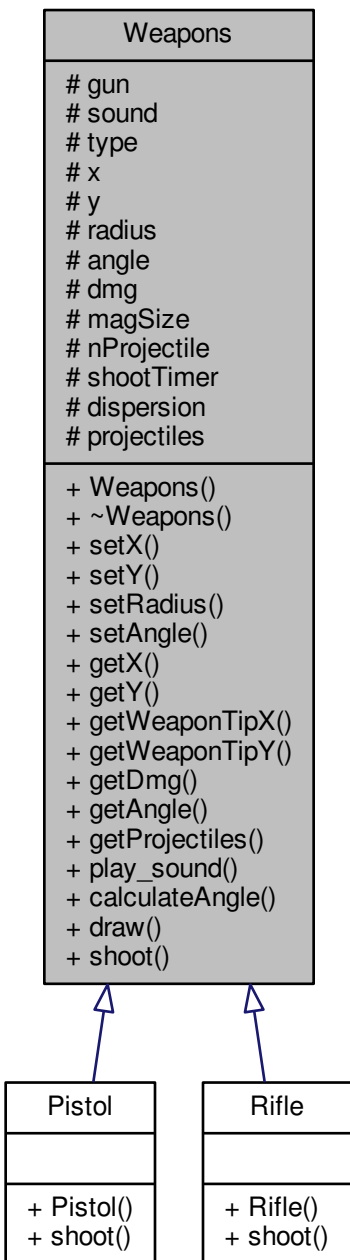 Weapons
# gun
# sound
# type
# x
# y
# radius
# angle
# dmg
# magSize
# nProjectile
# shootTimer
# dispersion
# projectiles
+ Weapons()
+ ~Weapons()
+ setX()
+ setY()
+ setRadius()
+ setAngle()
+ getX()
+ getY()
+ getWeaponTipX()
+ getWeaponTipY()
+ getDmg()
+ getAngle()
+ getProjectiles()
+ play_sound()
+ calculateAngle()
+ draw()
+ shoot()
Pistol
+ Pistol()
+ shoot()
Rifle
+ Rifle()
+ shoot()